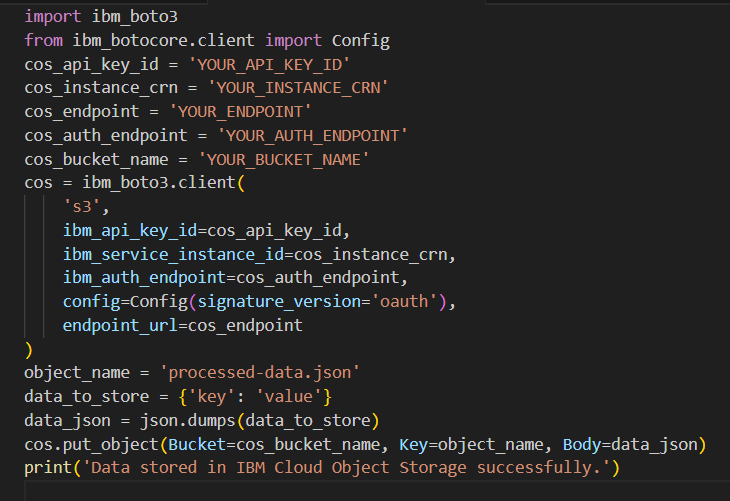 import ibm_boto3
from ibm_botocore.client import Config
cos_api_key_id = 'YOUR_API_KEY_ID'
cos_instance_crn = 'YOUR_INSTANCE_CRN'
cos_endpoint = 'YOUR_ENDPOINT'
cos_auth_endpoint = 'YOUR_AUTH_ENDPOINT'
cos_bucket_name = 'YOUR_BUCKET_NAME'
cos = ibm_boto3.client(
    's3',
    ibm_api_key_id=cos_api_key_id,
    ibm_service_instance_id=cos_instance_crn,
    ibm_auth_endpoint=cos_auth_endpoint,
    config=Config(signature_version='oauth'),
    endpoint_url=cos_endpoint
)
object_name = 'processed-data.json'
data_to_store = {'key': 'value'}
data_json = json.dumps(data_to_store)
cos.put_object(Bucket=cos_bucket_name, Key=object_name, Body=data_json)
print('Data stored in IBM Cloud Object Storage successfully.')